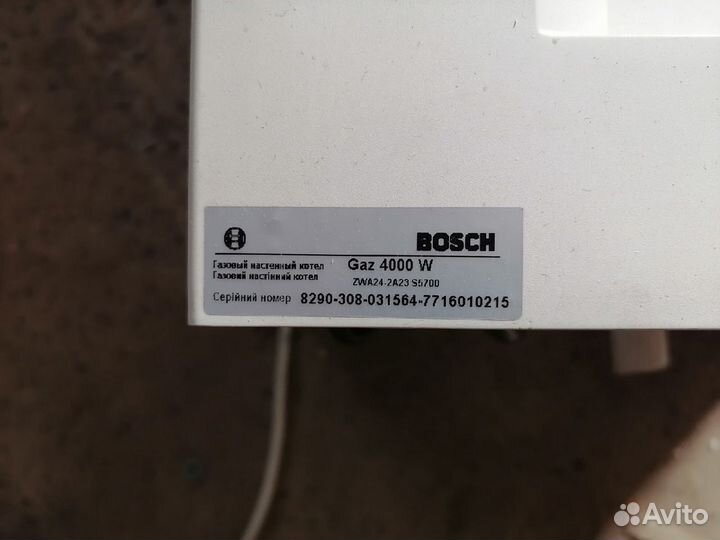 BOSCH
Газовый настенный котел Gaz 4000 W
Газовий настінний котел ZWA24-2A23 S5700
Серійний номер 8290-308-031564-7716010215
Avito